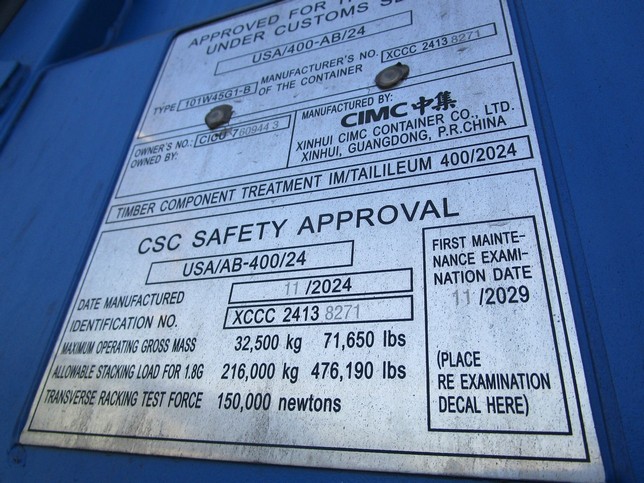 APPROVED FOR
UNDER CUSTOMS
USA/400-AB/24
TYPE 101W45G1-B MANUFACTURER'S NO. OF THE CONTAINER XCCC 2413 8271
OWNER'S NO.:
OWNED BY:
MANUFACTURED BY:
CIMC 中集
XINHUI CIMC CONTAINER CO., LTD.
XINHUI, GUANGDONG, P.R.CHINA
TIMBER COMPONENT TREATMENT IM/TAILILEUM 400/2024
CSC SAFETY APPROVAL
USA/AB-400/24
DATE MANUFACTURED 11/2024
IDENTIFICATION NO. XCCC 2413 8271
MAXIMUM OPERATING GROSS MASS 32,500 kg 71,650 lbs
ALLOWABLE STACKING LOAD FOR 1.8G 216,000 kg 476,190 lbs
TRANSVERSE RACKING TEST FORCE 150,000 newtons
FIRST MAINTE-
NANCE EXAMI-
NATION DATE
11/2029
(PLACE
RE EXAMINATION
DECAL HERE)